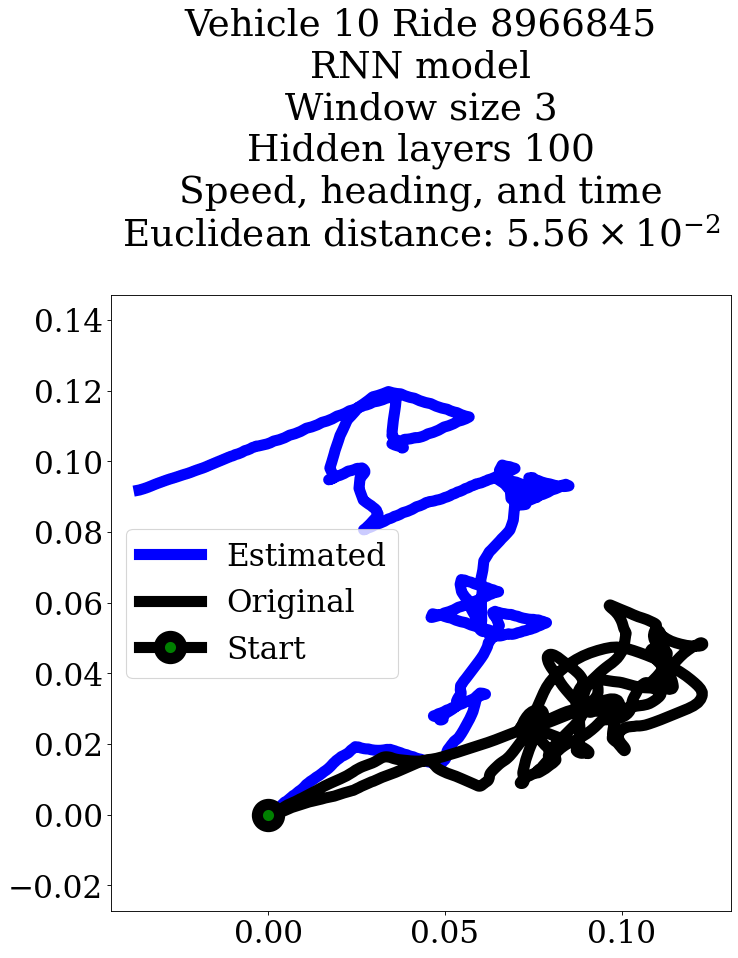 Vehicle 10 Ride 8966845
RNN model
Window size 3
Hidden layers 100
Speed, heading, and time
Euclidean distance: 5.56 × 10⁻²
0.14
0.12
0.10
0.08
0.06
0.04
0.02
0.00
−0.02
Estimated
Original
Start
0.00 0.05 0.10